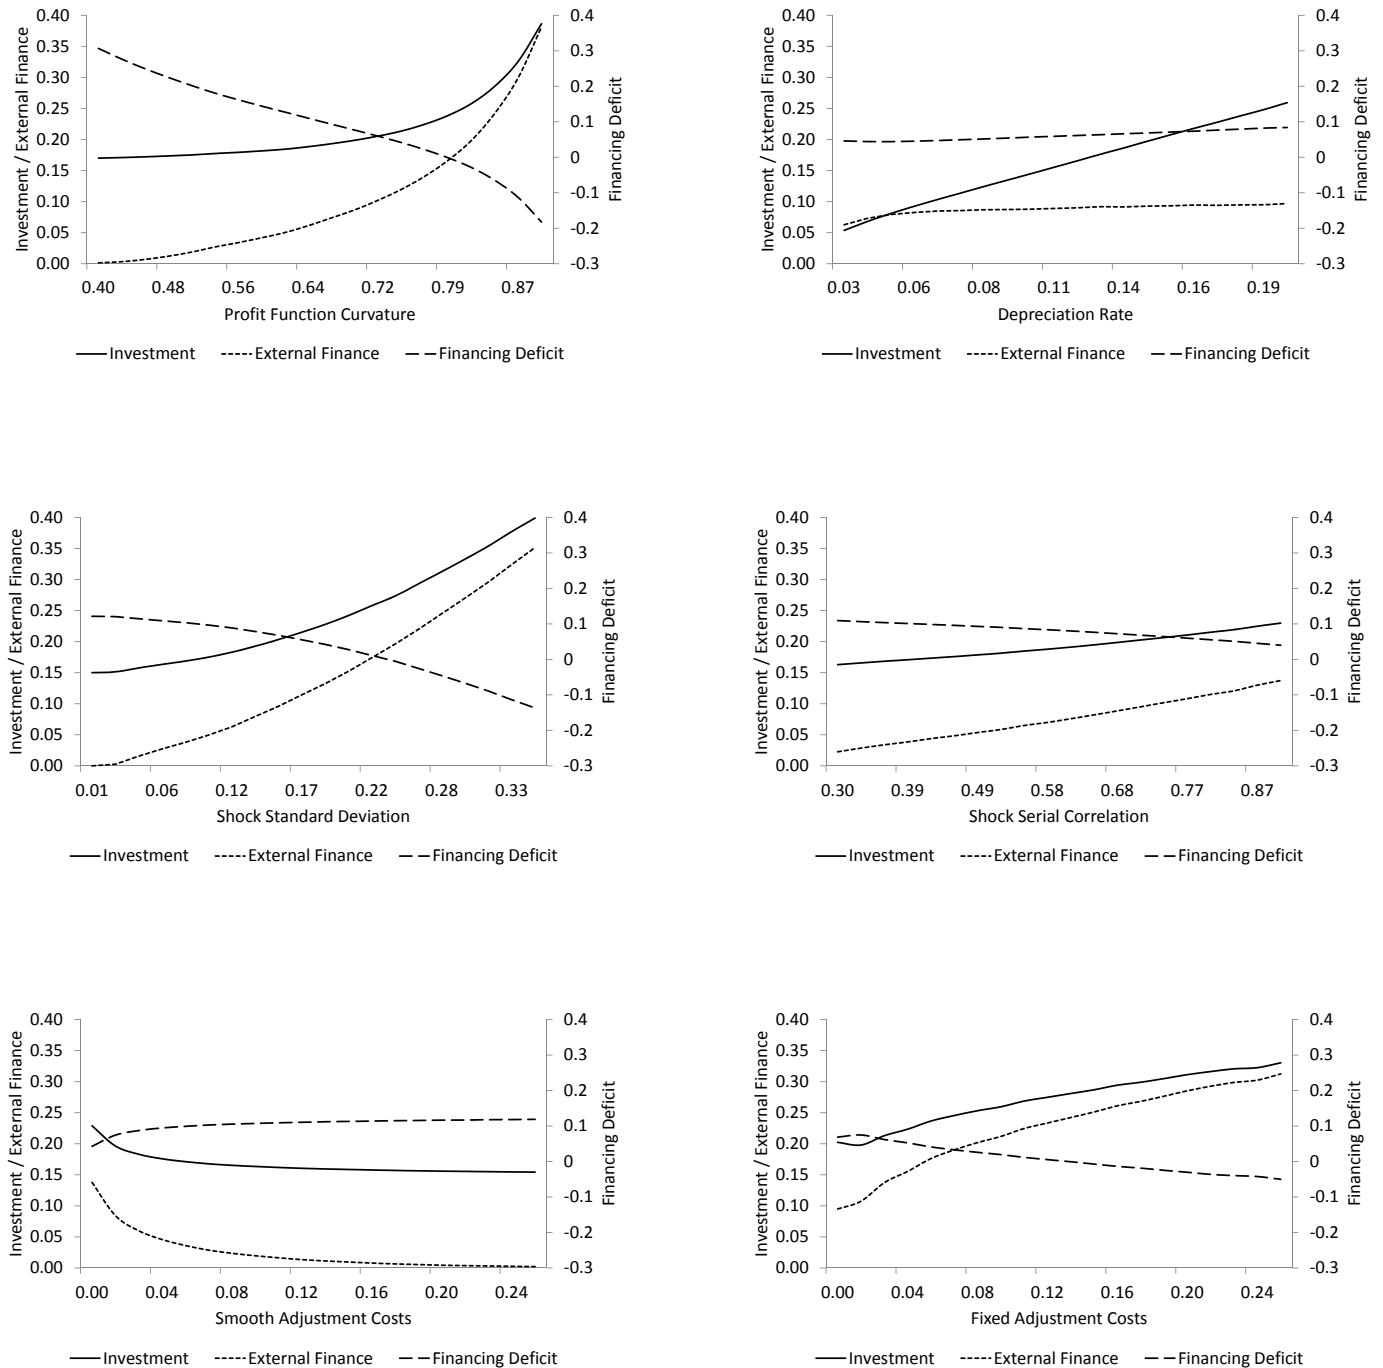 0.40 0.4
0.35 0.3
0.30 0.2
0.25 0.1
0.20 0
0.15 -0.1
0.10 -0.2
0.05 -0.3
0.00
Investment / External Finance
Financing Deficit
0.40 0.48 0.56 0.64 0.72 0.79 0.87
Profit Function Curvature
Investment External Finance Financing Deficit
0.40 0.4
0.35 0.3
0.30 0.2
0.25 0.1
0.20 0
0.15 -0.1
0.10 -0.2
0.05 -0.3
0.00
Investment / External Finance
Financing Deficit
0.03 0.06 0.08 0.11 0.14 0.16 0.19
Depreciation Rate
Investment External Finance Financing Deficit
0.40 0.4
0.35 0.3
0.30 0.2
0.25 0.1
0.20 0
0.15 -0.1
0.10 -0.2
0.05 -0.3
0.00
Investment / External Finance
Financing Deficit
0.01 0.06 0.12 0.17 0.22 0.28 0.33
Shock Standard Deviation
Investment External Finance Financing Deficit
0.40 0.4
0.35 0.3
0.30 0.2
0.25 0.1
0.20 0
0.15 -0.1
0.10 -0.2
0.05 -0.3
0.00
Investment / External Finance
Financing Deficit
0.30 0.39 0.49 0.58 0.68 0.77 0.87
Shock Serial Correlation
Investment External Finance Financing Deficit
0.40 0.4
0.35 0.3
0.30 0.2
0.25 0.1
0.20 0
0.15 -0.1
0.10 -0.2
0.05 -0.3
0.00
Investment / External Finance
Financing Deficit
0.00 0.04 0.08 0.12 0.16 0.20 0.24
Smooth Adjustment Costs
Investment External Finance Financing Deficit
0.40 0.4
0.35 0.3
0.30 0.2
0.25 0.1
0.20 0
0.15 -0.1
0.10 -0.2
0.05 -0.3
0.00
Investment / External Finance
Financing Deficit
0.00 0.04 0.08 0.12 0.16 0.20 0.24
Fixed Adjustment Costs
Investment External Finance Financing Deficit